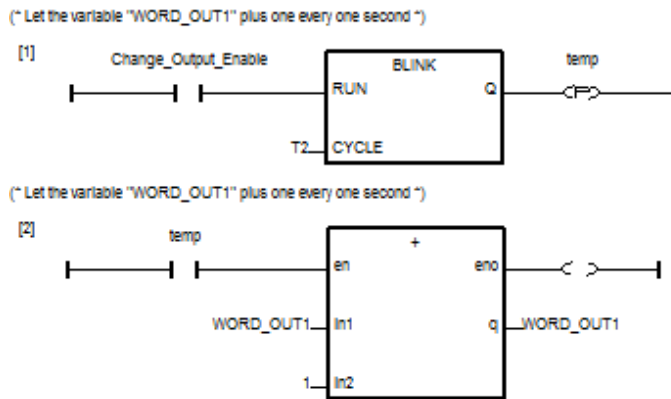 (* Let the variable "WORD_OUT1" plus one every one second *)
[1]
Change_Output_Enable
BLINK
temp
RUN
Q
P
T2
CYCLE
(* Let the variable "WORD_OUT1" plus one every one second *)
[2]
temp
+
en
eno
WORD_OUT1
In1
q
WORD_OUT1
1
In2